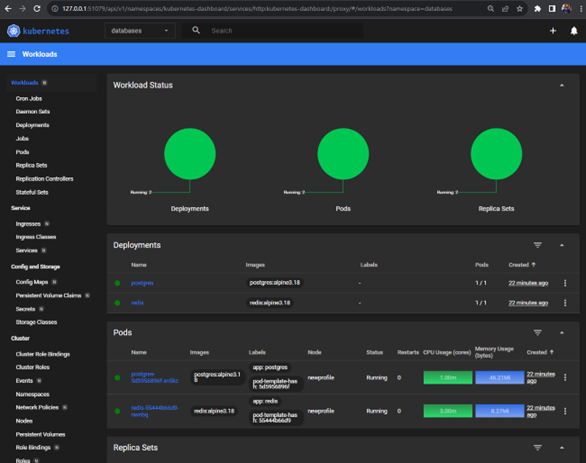 127.0.0.1:51079/api/v1/namespaces/kubernetes-dashboard/services/http:kubernetes-dashboard:/proxy/#/workloads?namespace=databases
kubernetes
databases
Search
Workloads
Workloads N
Cron Jobs
Daemon Sets
Deployments
Jobs
Pods
Replica Sets
Replication Controllers
Stateful Sets
Service
Ingresses N
Ingress Classes
Services N
Config and Storage
Config Maps N
Persistent Volume Claims N
Secrets N
Storage Classes
Cluster
Cluster Role Bindings
Cluster Roles
Events N
Namespaces
Network Policies N
Nodes
Persistent Volumes
Role Bindings N
Roles N
Workload Status
Running: 2
Running: 2
Running: 2
Deployments
Pods
Replica Sets
Deployments
Name Images Labels Pods Created
postgres postgres:alpine3.18 - 1 / 1 22 minutes ago
redis redis:alpine3.18 - 1 / 1 22 minutes ago
Pods
Name Images Labels Node Status Restarts CPU Usage (cores) Memory Usage (bytes) Created
postgres- postgres:alpine3.18 app: postgres pod-template-hash: 5d5956896f newprofile Running 0 1.00m 46.21Mi 22 minutes ago
redis-55444b66d9- redis:alpine3.18 app: redis pod-template-hash: 55444b66d9 newprofile Running 0 3.00m 22 minutes ago
Replica Sets